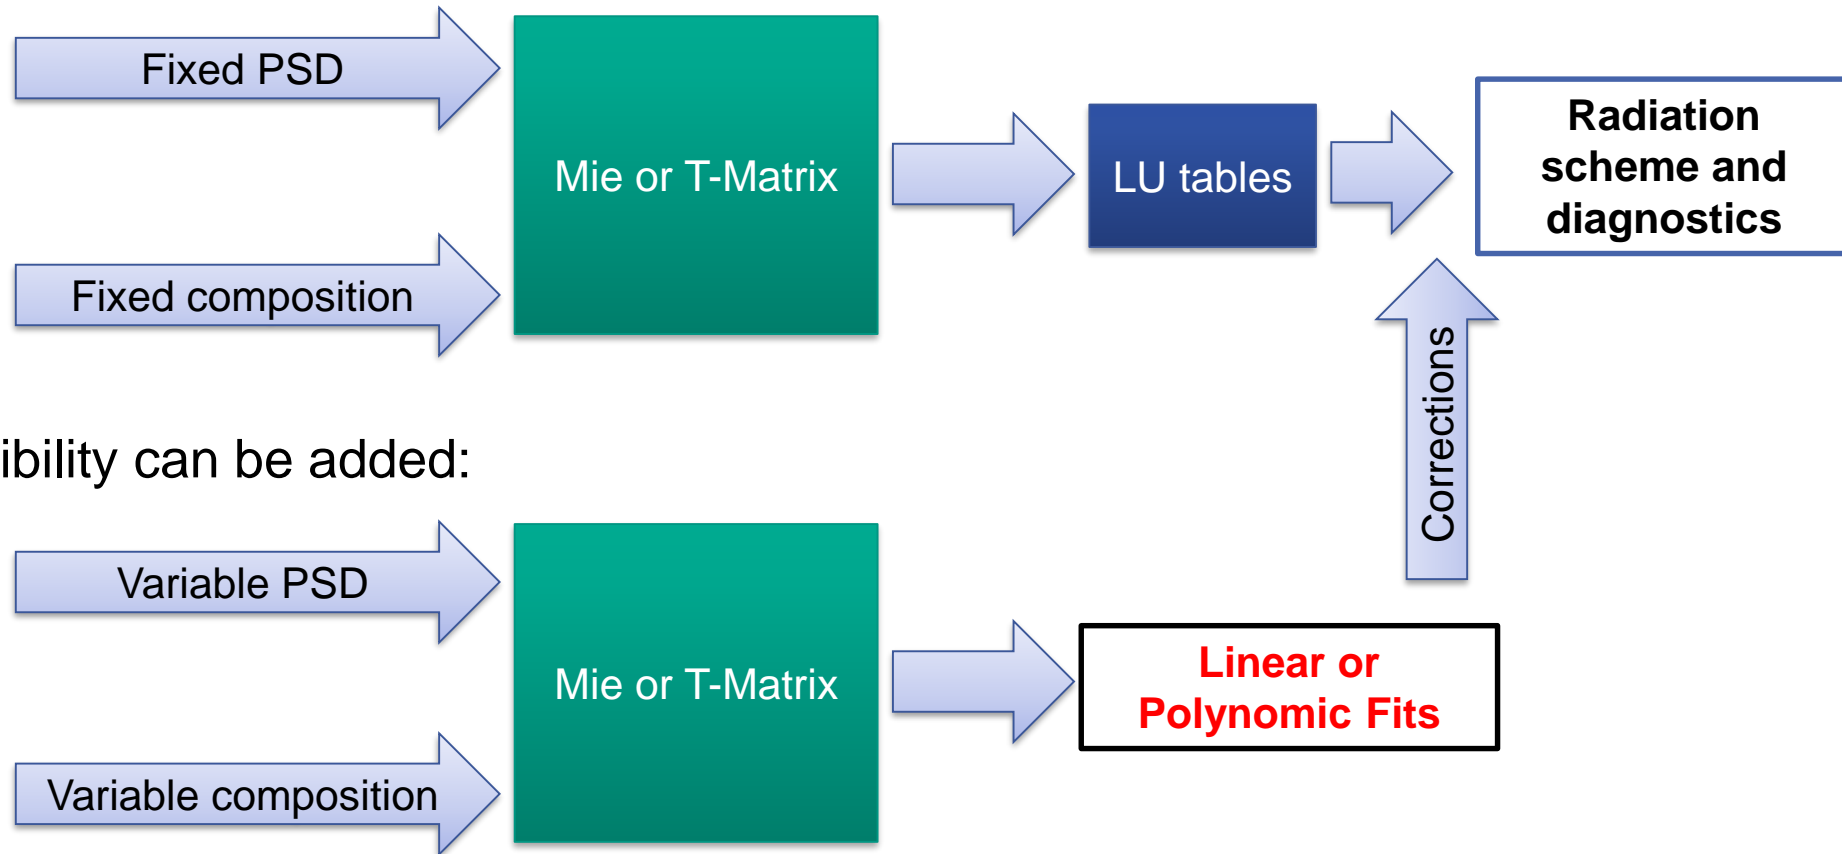 Fixed PSD
Mie or T-Matrix
LU tables
Radiation
scheme and
diagnostics
Fixed composition
Corrections
ibility can be added:
Variable PSD
Mie or T-Matrix
Linear or
Polynomic Fits
Variable composition